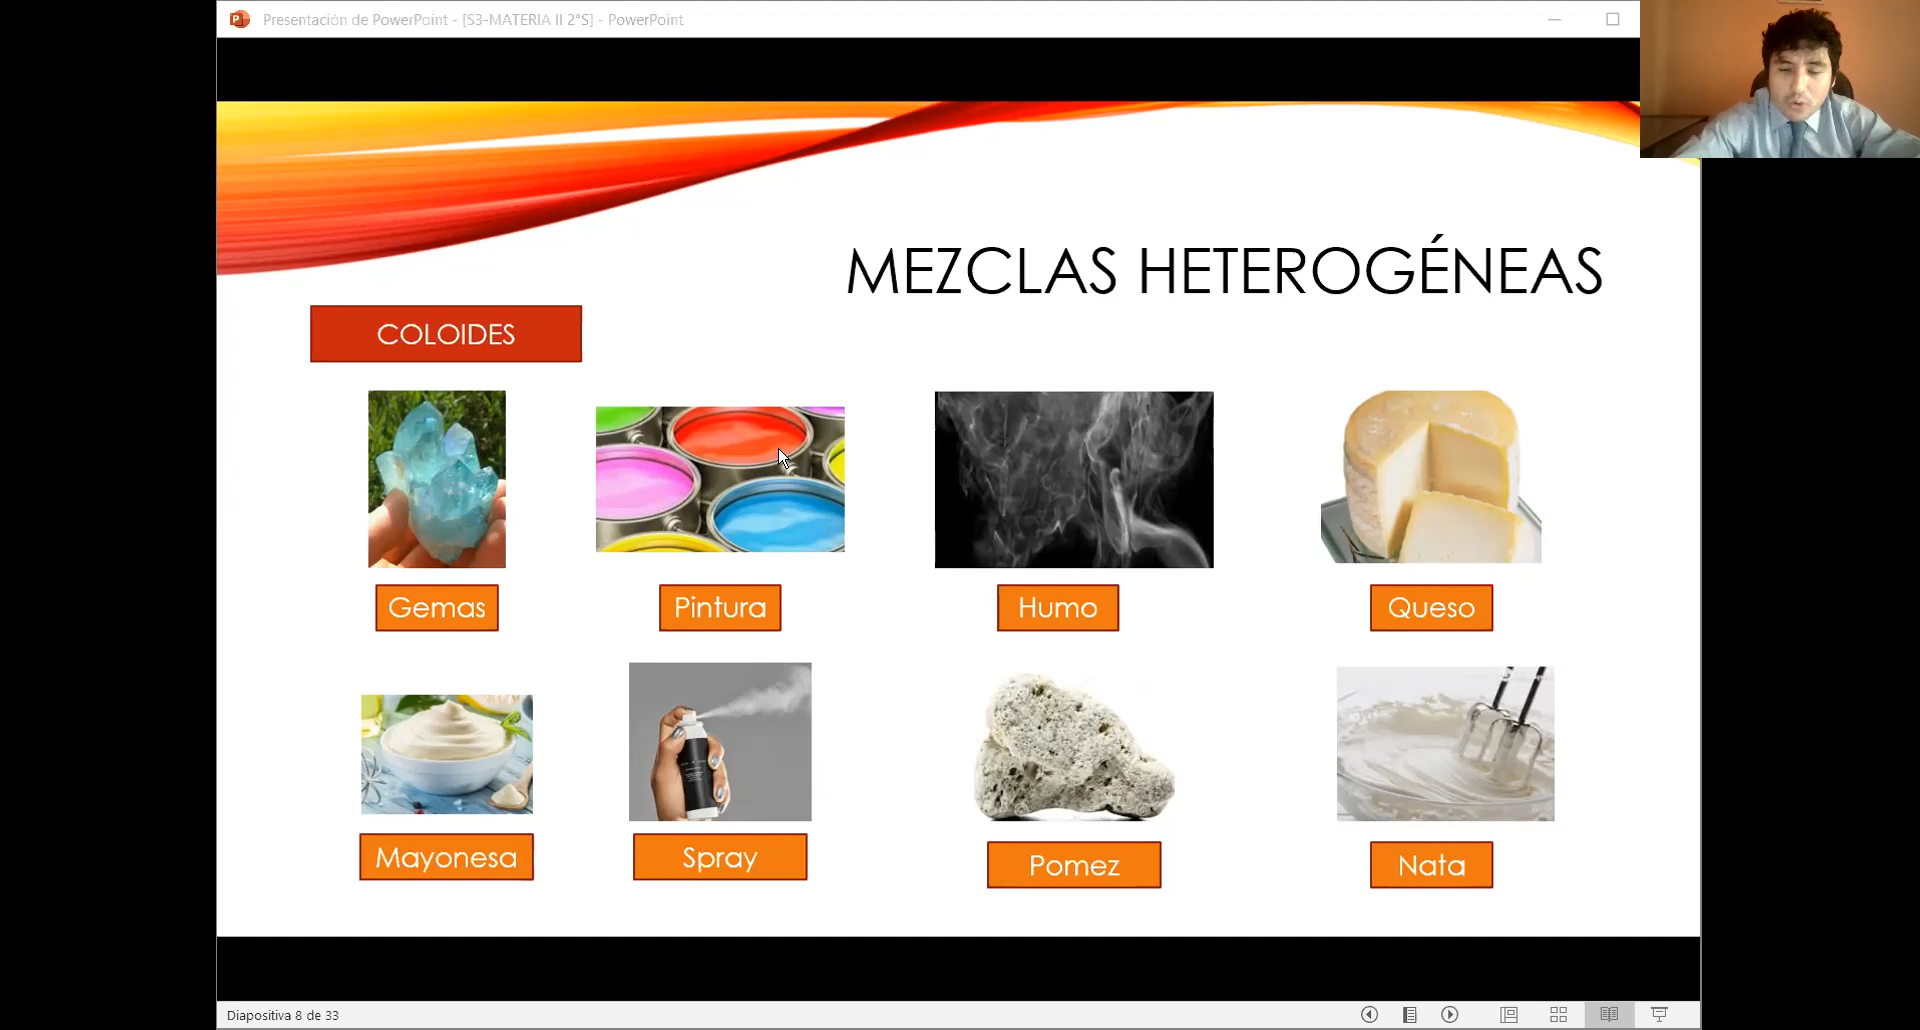 Presentación de PowerPoint - [S3-MATERIA II 2°S] - PowerPoint
MEZCLAS HETEROGÉNEAS
COLOIDES
Gemas
Pintura
Humo
Queso
Mayonesa
Spray
Pomez
Nata
Diapositiva 8 de 33